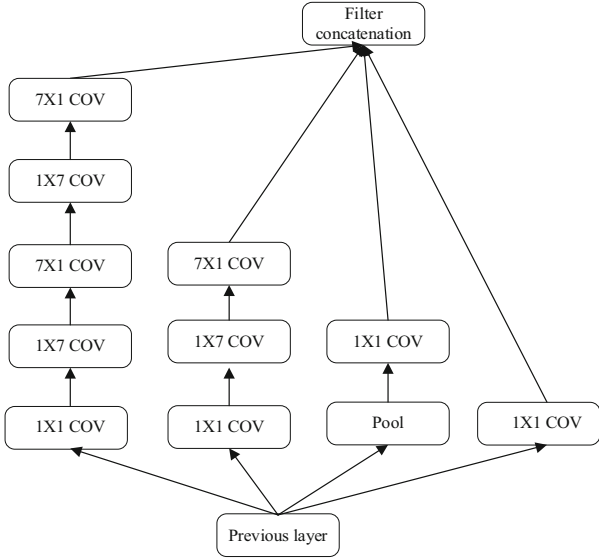 Filter
concatenation
7X1 COV
1X7 COV
7X1 COV
7X1 COV
1X7 COV
1X7 COV
1X1 COV
1X1 COV
1X1 COV
Pool
1X1 COV
Previous layer